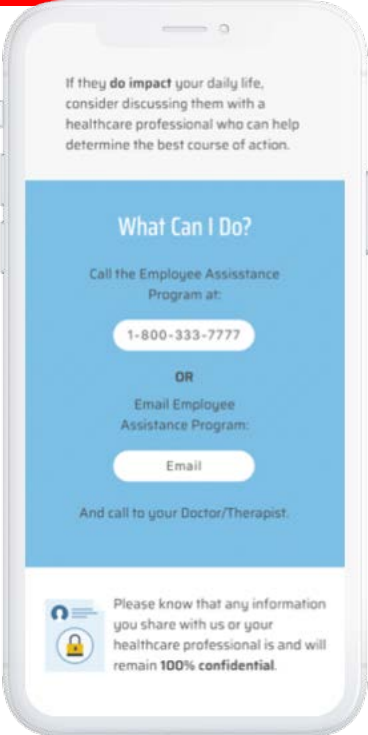 If they do impact your daily life,
consider discussing them with a
healthcare professional who can help
determine the best course of action.
What Can I Do?
Call the Employee Assisstance
Program at:
1-800-333-7777
OR
Email Employee
Assistance Program:
Email
And call to your Doctor/Therapist.
Please know that any information
you share with us or your
healthcare professional is and will
remain 100% confidential.